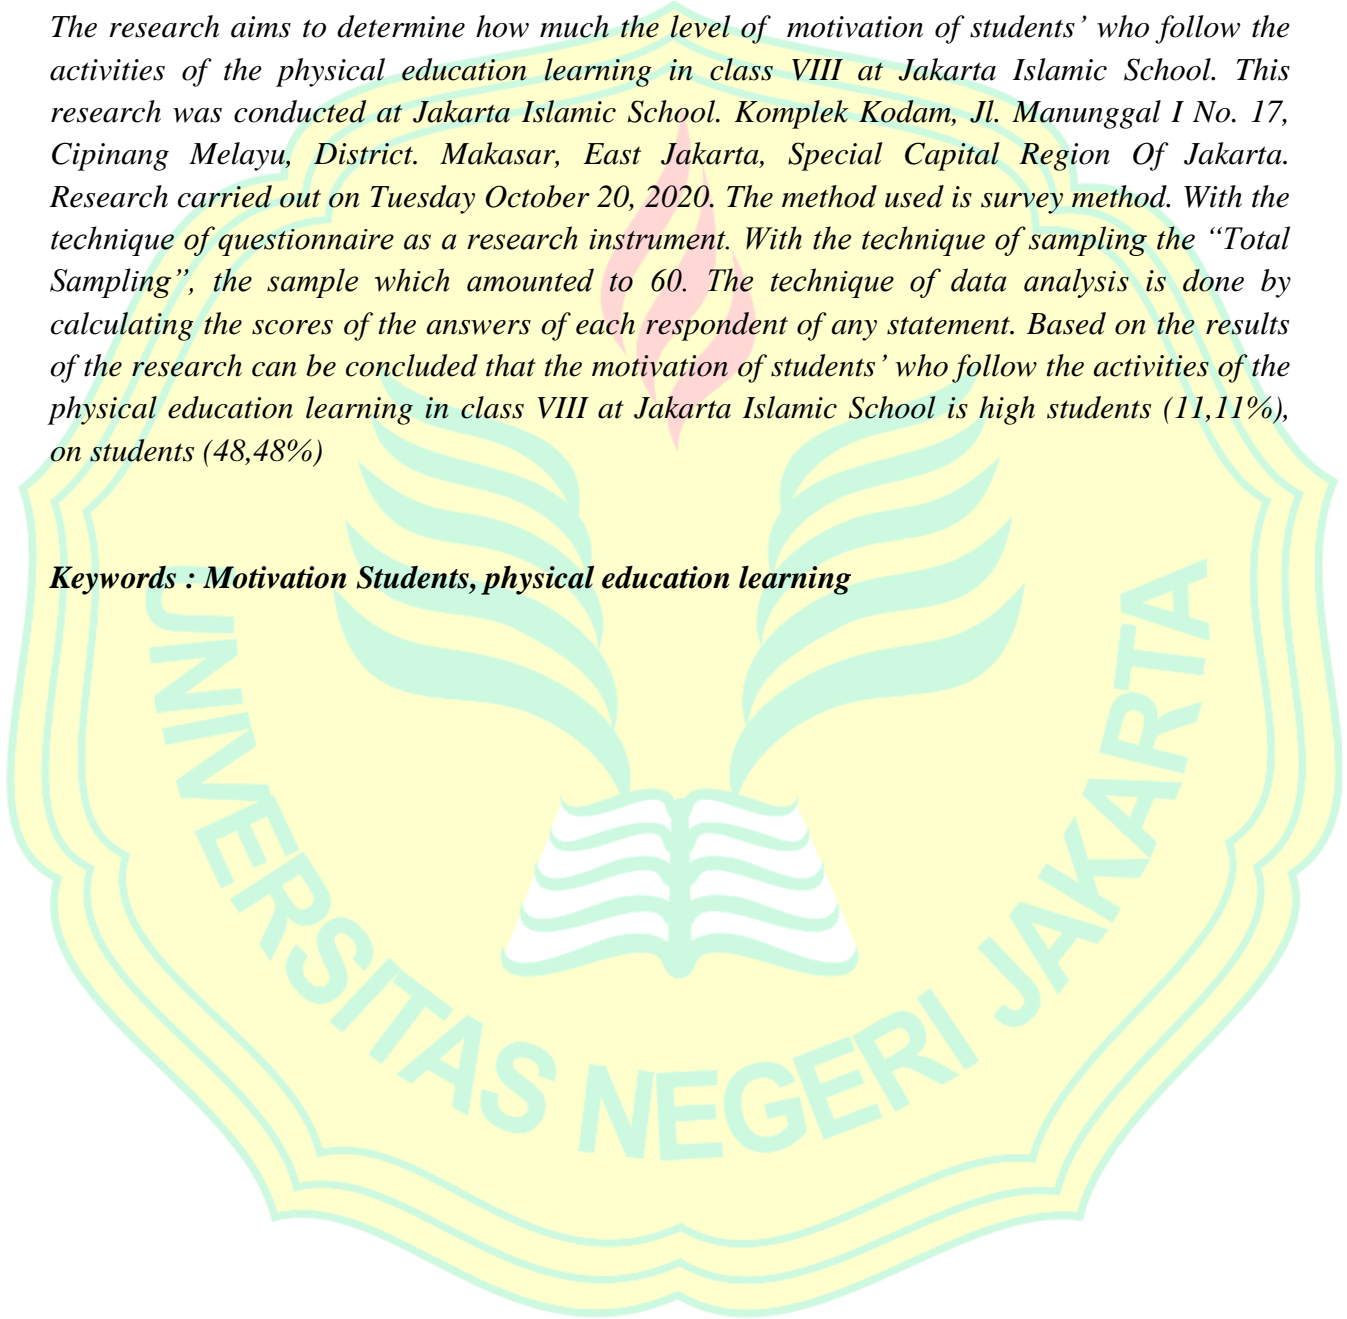 The research aims to determine how much the level of  motivation of students’ who follow the
activities of the physical education learning in class VIII at Jakarta Islamic School. This
research was conducted at Jakarta Islamic School. Komplek Kodam, Jl. Manunggal I No. 17,
Cipinang Melayu, District. Makasar, East Jakarta, Special Capital Region Of Jakarta.
Research carried out on Tuesday October 20, 2020. The method used is survey method. With the
technique of questionnaire as a research instrument. With the technique of sampling the “Total
Sampling”, the sample which amounted to 60. The technique of data analysis is done by
calculating the scores of the answers of each respondent of any statement. Based on the results
of the research can be concluded that the motivation of students’ who follow the activities of the
physical education learning in class VIII at Jakarta Islamic School is high students (11,11%),
on students (48,48%)
Keywords : Motivation Students, physical education learning
UNIVERSITAS NEGERI JAKARTA